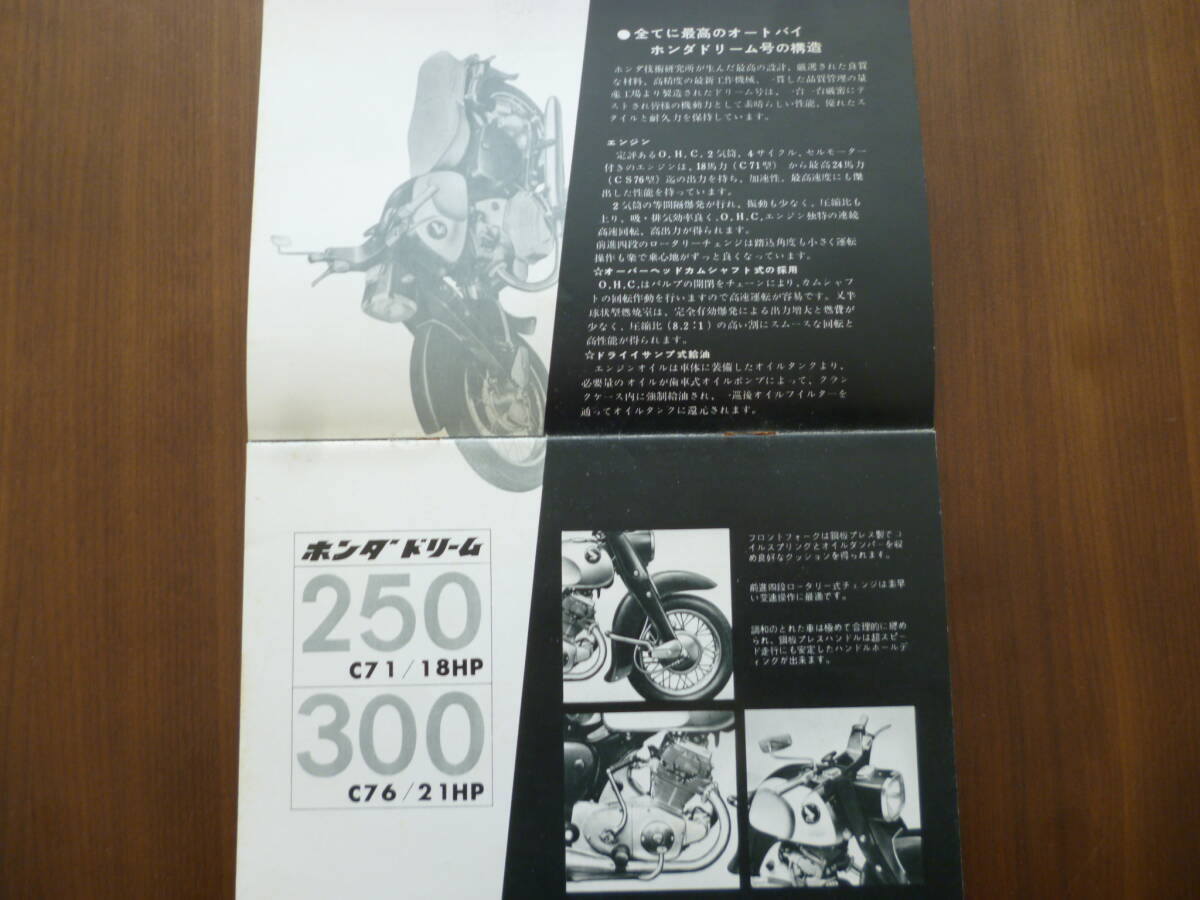 ●全てに最高のオートバイ
ホンダドリーム号の構造
ホンダ技術研究所が生んだ最高の設計、厳選された良質
な材料、高精度の最新工作機械、一貫した品質管理の量
産工場より製造されたドリーム号は、一台一台厳密にテ
ストされ皆様の機動力として素晴らしい性能、優れたス
タイルと耐久力を保持しています。
エンジン
定評あるO.H.C.2気筒、4サイクル、セルモーター
付きのエンジンは、18馬力(C71型)から最高24馬力
(CS76型)迄の出力を持ち、加速性、最高速度にも傑
出した性能を持っています。
2気筒の等間隔爆発が行れ、振動も少なく、圧縮比も
上り、吸・排気効率良く、O.H.C.エンジン独特の連続
高速回転、高出力が得られます。
前進四段のロータリーチェンジは踏込角度も小さく運転
操作も楽で乗心地がずっと良くなっています。
☆オーバーヘッドカムシャフト式の採用
O.H.C.はバルブの開閉をチェーンにより、カムシャフ
トの回転作動を行いますので高速運転が容易です。又半
球状型燃焼室は、完全有効爆発による出力増大と燃費が
少なく、圧縮比(8.2:1)の高い割にスムースな回転と
高性能が得られます。
☆ドライイサンプ式給油
エンジンオイルは車体に装備したオイルタンクより、
必要量のオイルが歯車式オイルポンプによって、クラン
クケース内に強制給油され、一巡後オイルフイルターを
通ってオイルタンクに還元されます。
ホンダドリーム
250
C71/18HP
300
C76/21HP
フロントフォークは鋼板プレス製でコ
イルスプリングとオイルダンパーを収
め良好なクッションを得られます。
前進四段ロータリー式チェンジは素早
い変速操作に最適です。
調和のとれた車は極めて合理的に纒め
られ、鋼板プレスハンドルは超スピー
ド走行にも安定したハンドルホールデ
ィングが出来ます。